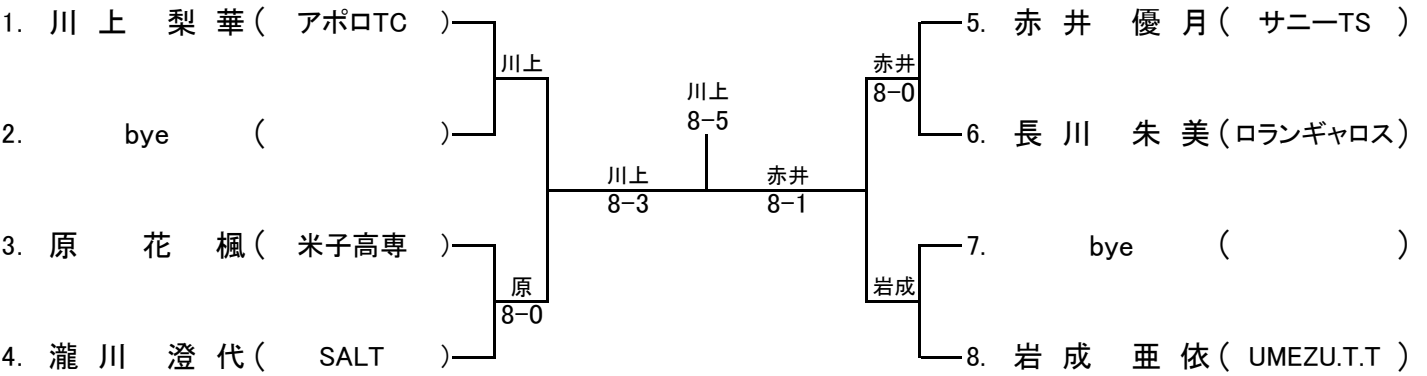 1. 川上 梨華 ( アポロTC )
川上
2. bye ( )
3. 原 花楓 ( 米子高専 )
原
8-0
4. 瀧川 澄代 ( SALT )
川上
8-3
川上
8-5
赤井
8-1
5. 赤井 優月 ( サニーTS )
赤井
8-0
6. 長川 朱美 ( ロランギャロス )
7. bye ( )
岩成
8. 岩成 亜依 ( UMEZU.T.T )